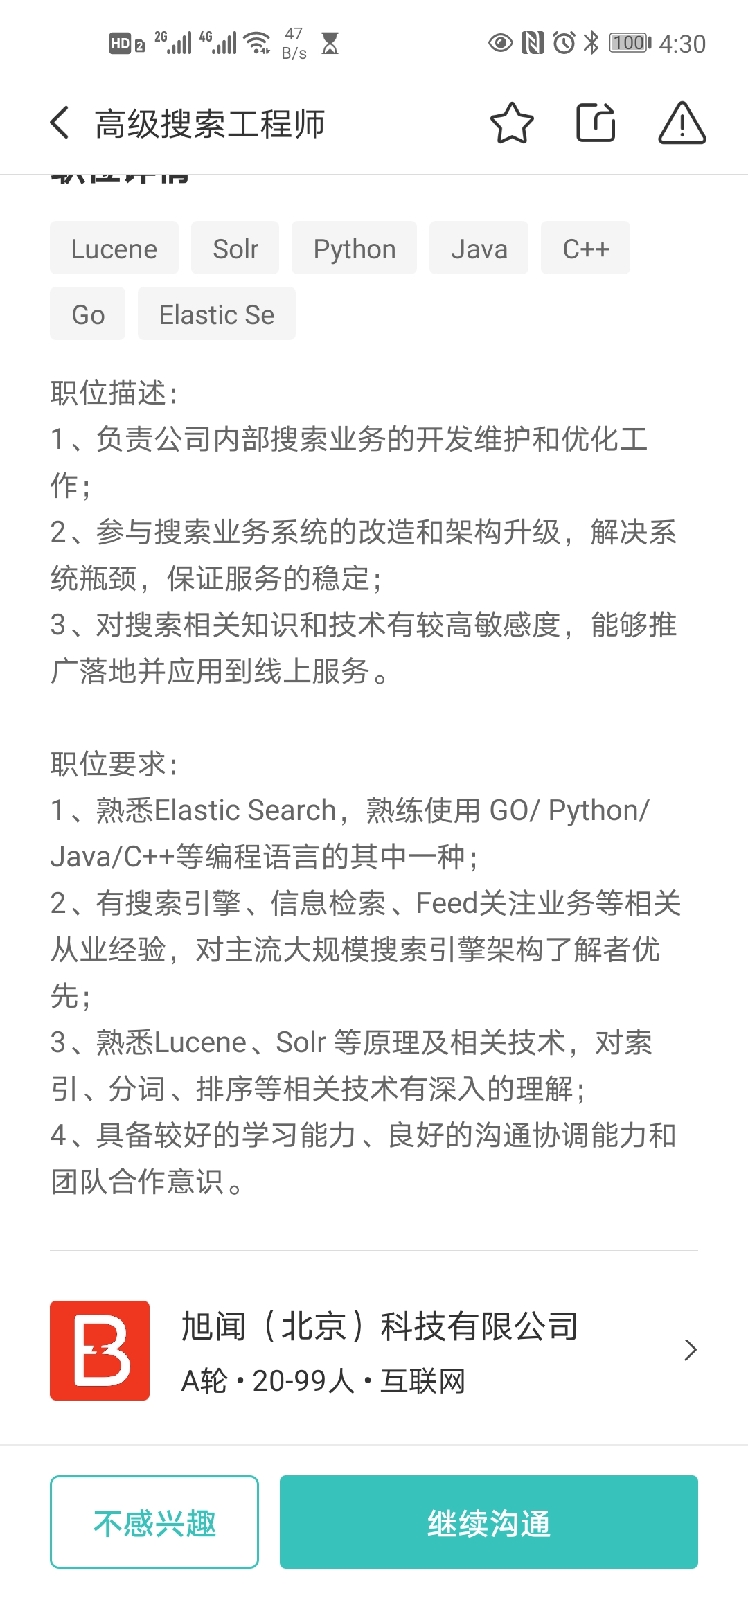 HD 2 2G 4G 47 B/s 100 4:30
高级搜索工程师
职位详情
Lucene Solr Python Java C++
Go Elastic Se
职位描述:
1、负责公司内部搜索业务的开发维护和优化工
作;
2、参与搜索业务系统的改造和架构升级，解决系
统瓶颈，保证服务的稳定;
3、对搜索相关知识和技术有较高敏感度，能够推
广落地并应用到线上服务。
职位要求:
1、熟悉Elastic Search，熟练使用 GO/ Python/
Java/C++等编程语言的其中一种;
2、有搜索引擎、信息检索、Feed关注业务等相关
从业经验，对主流大规模搜索引擎架构了解者优
先;
3、熟悉Lucene、Solr 等原理及相关技术，对索
引、分词、排序等相关技术有深入的理解;
4、具备较好的学习能力、良好的沟通协调能力和
团队合作意识。
B 旭闻（北京）科技有限公司
A轮 • 20-99人 • 互联网
不感兴趣 继续沟通